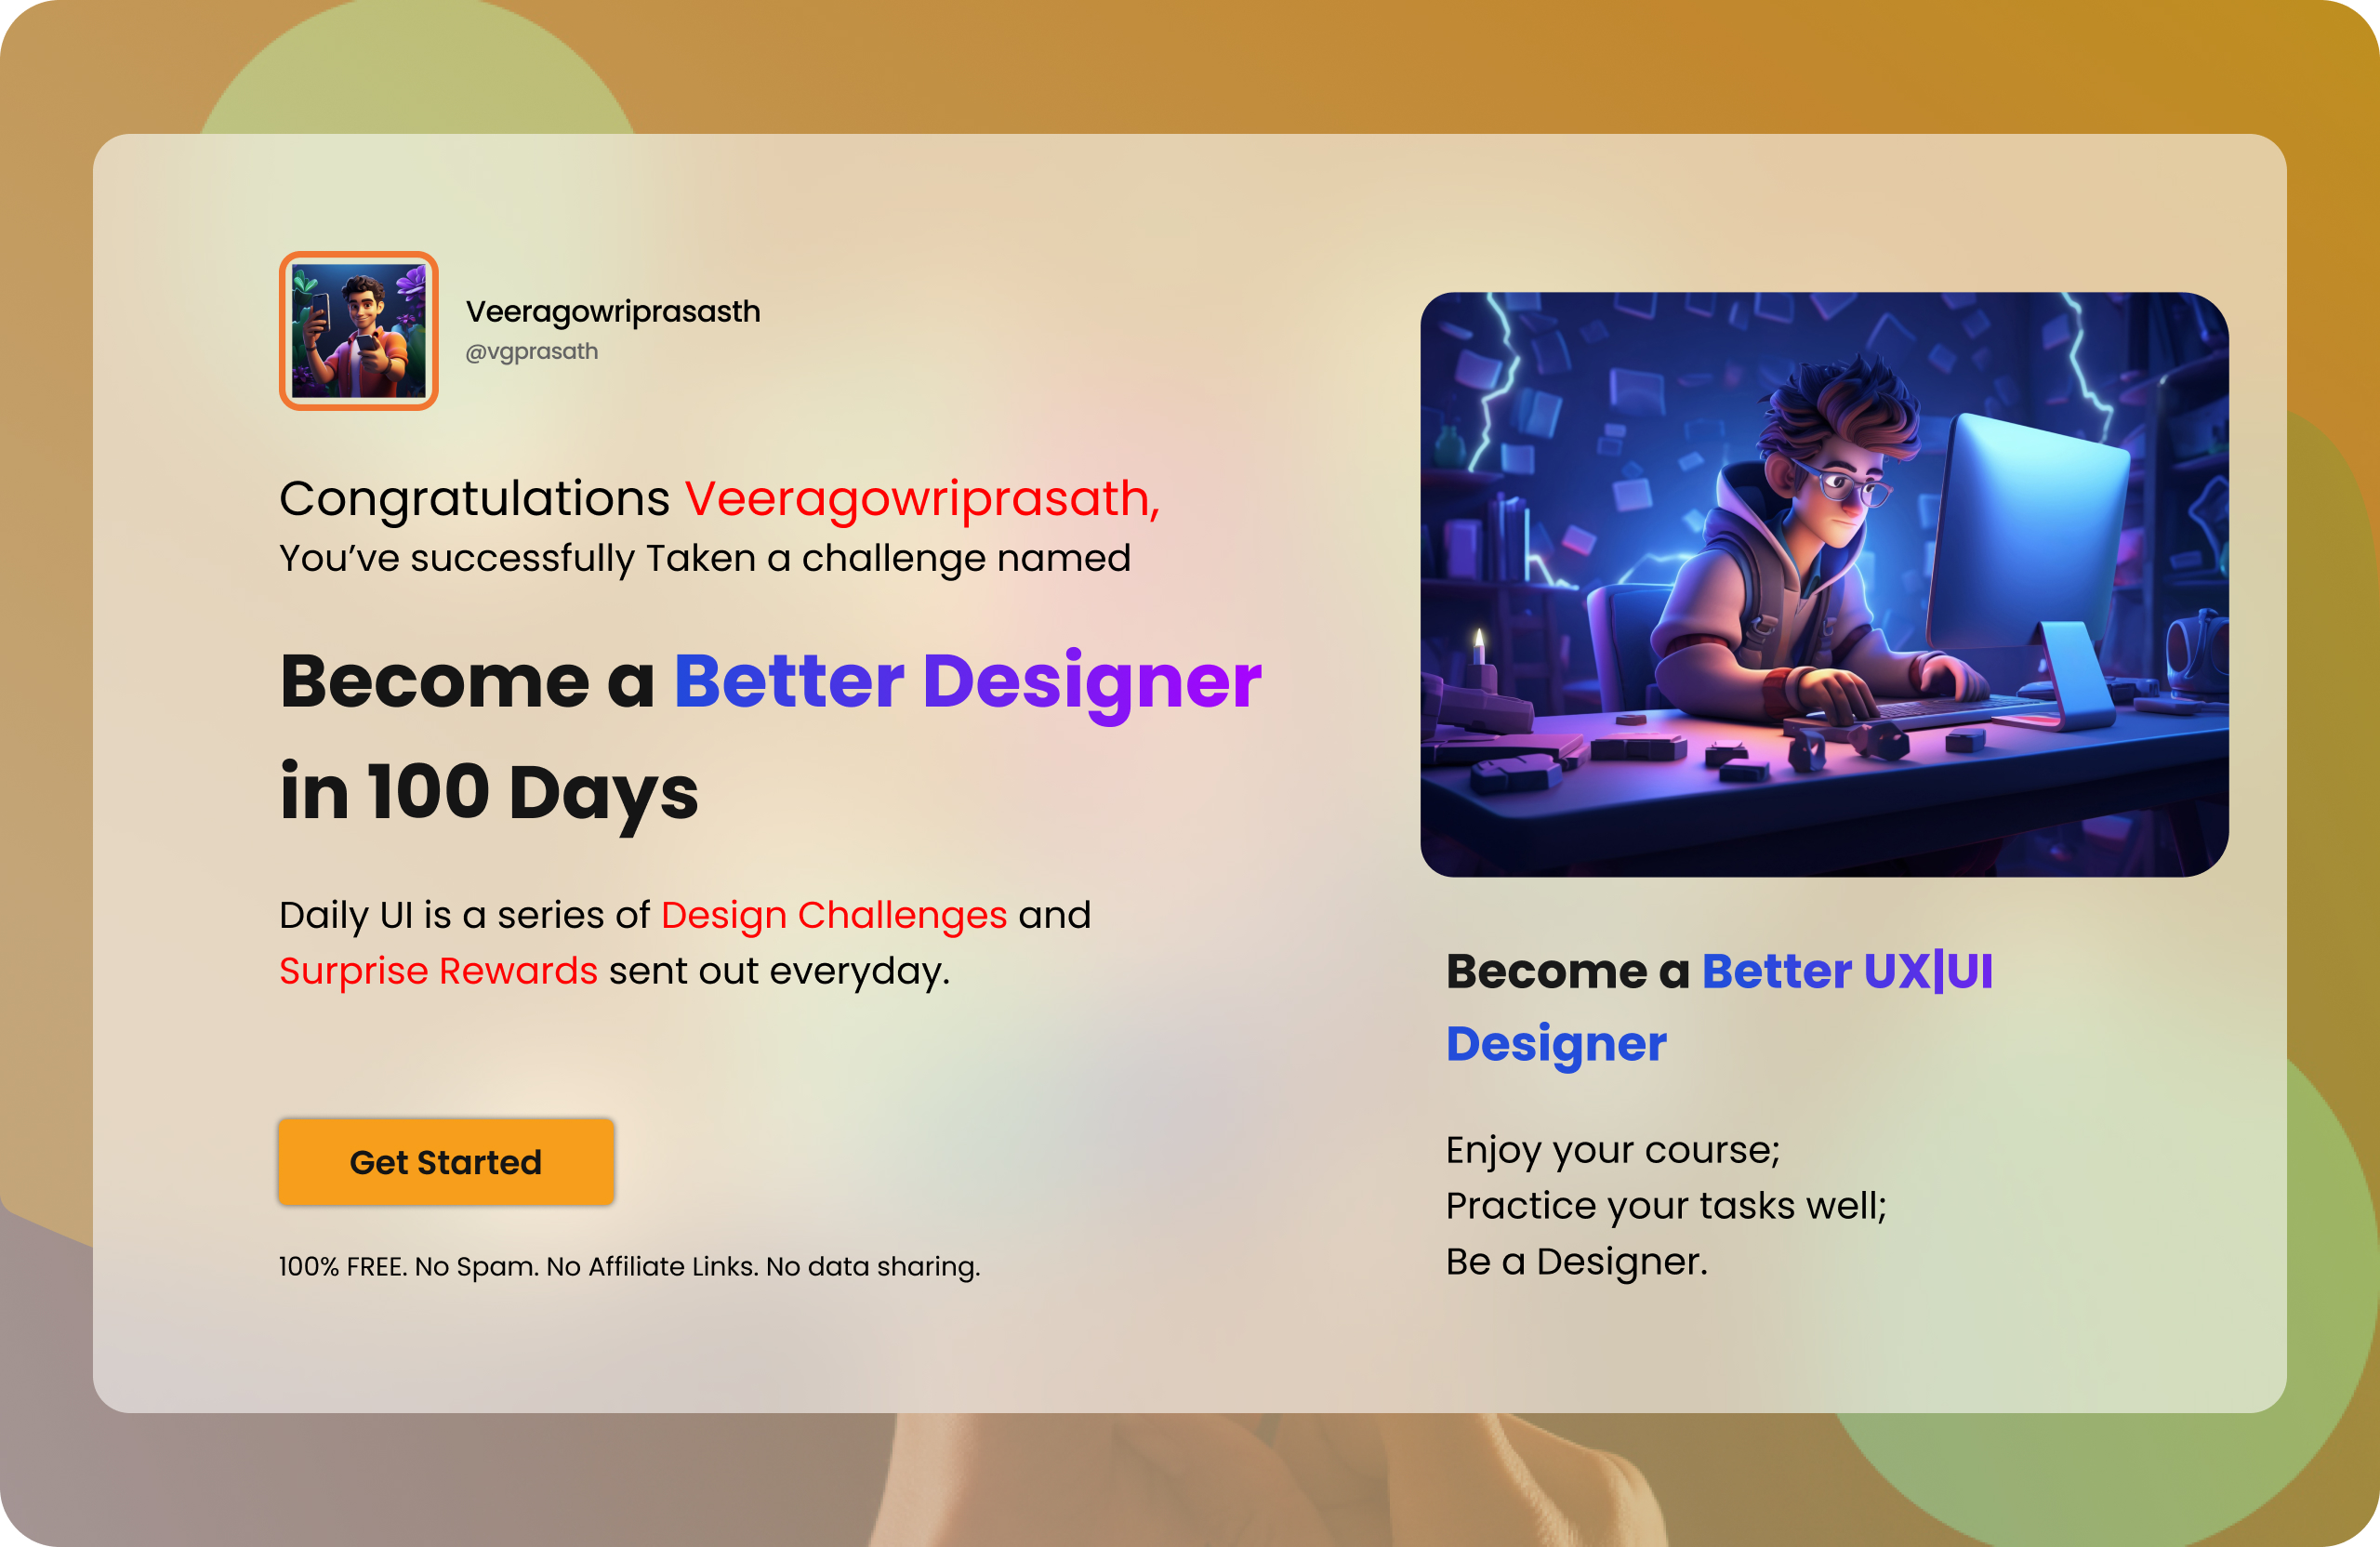 Veeragowriprasasth
@vgprasath
Congratulations Veeragowriprasath,
You’ve successfully Taken a challenge named
Become a Better Designer
in 100 Days
Daily UI is a series of Design Challenges and
Surprise Rewards sent out everyday.
Get Started
100% FREE. No Spam. No Affiliate Links. No data sharing.
Become a Better UX|UI
Designer
Enjoy your course;
Practice your tasks well;
Be a Designer.